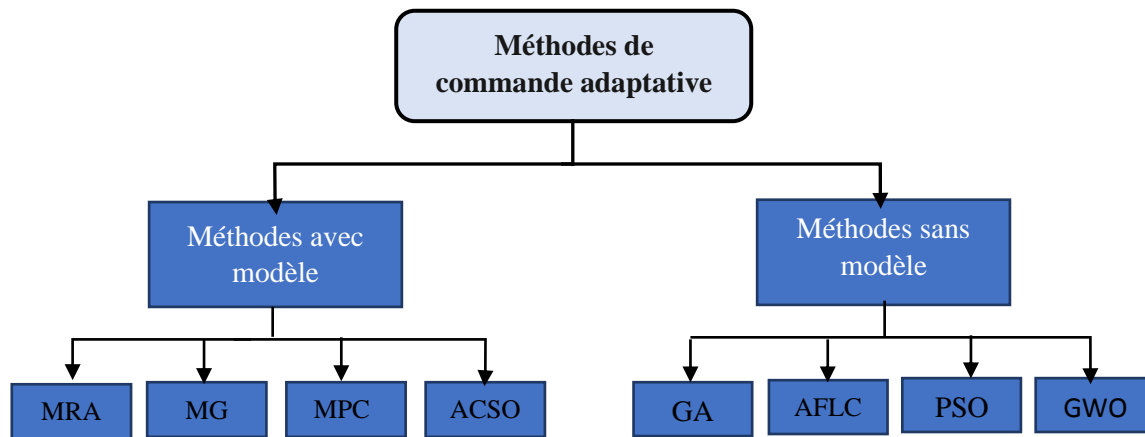 Méthodes de
commande adaptative
Méthodes avec
modèle
Méthodes sans
modèle
MRA
MG
MPC
ACSO
GA
AFLC
PSO
GWO